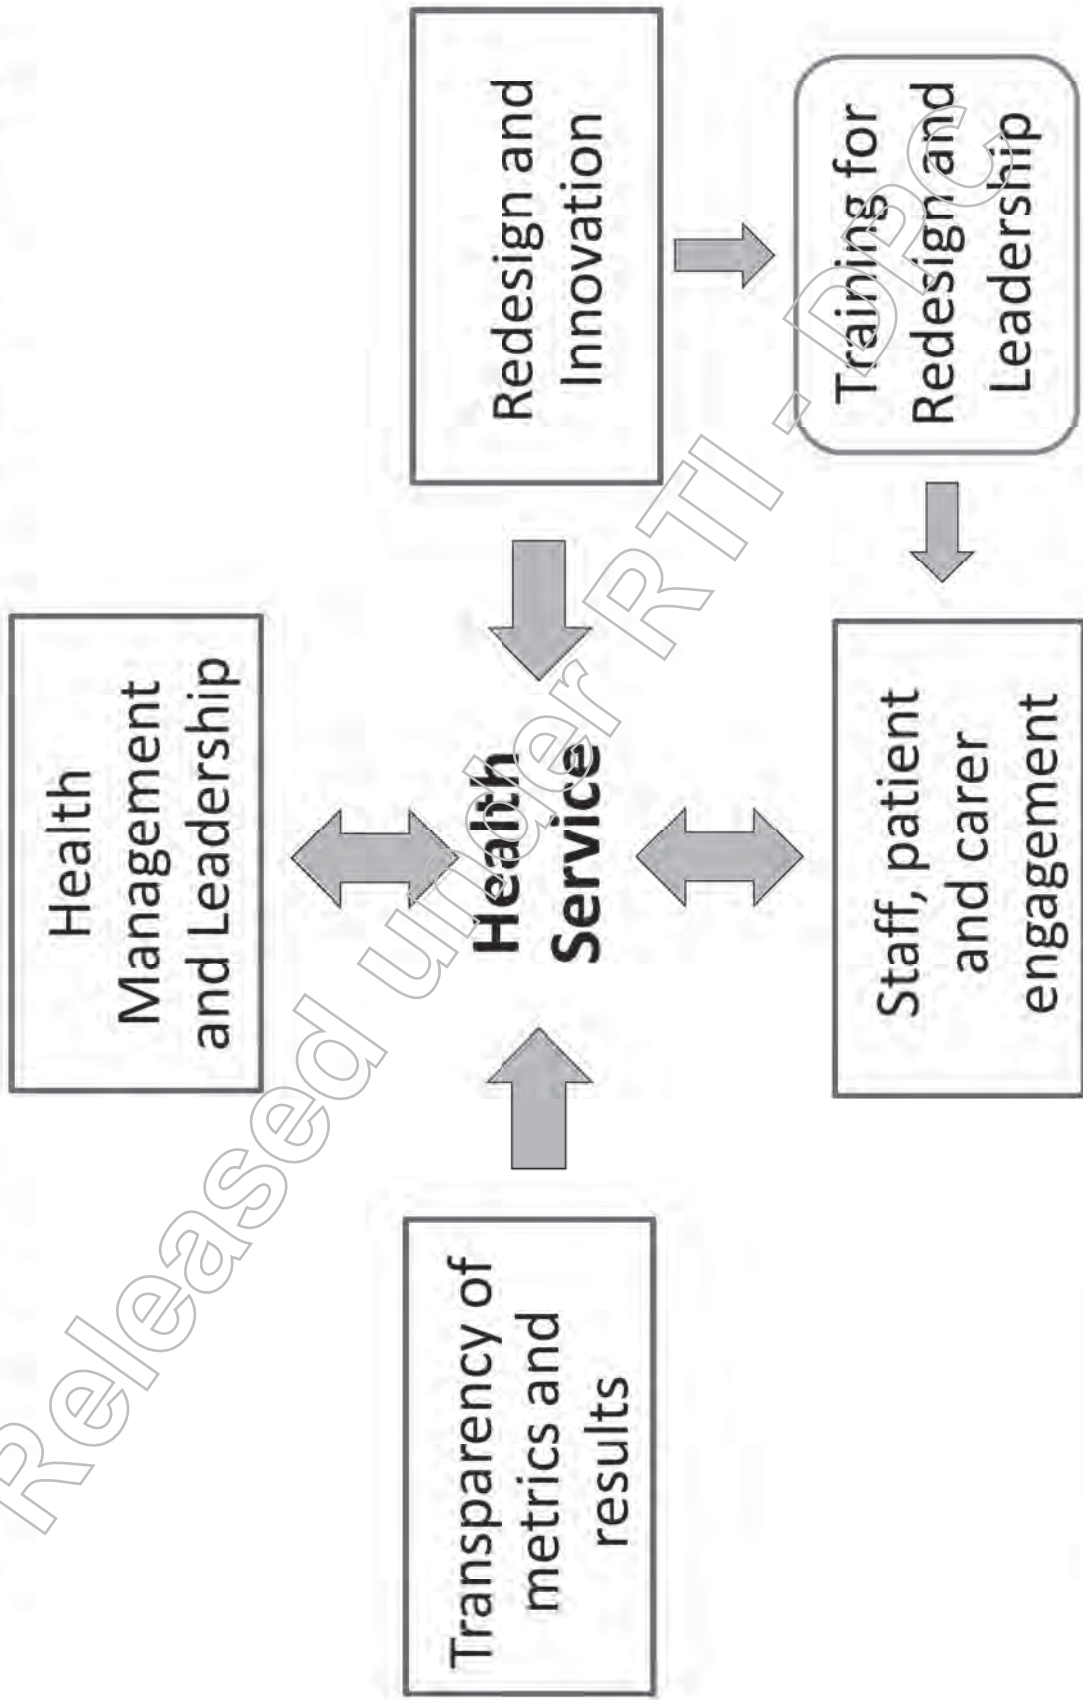 Health
Management
and Leadership
Transparency of
metrics and
results
Health
Service
Redesign and
Innovation
Staff, patient
and carer
engagement
Training for
Redesign and
Leadership
Released under RTI - DPC